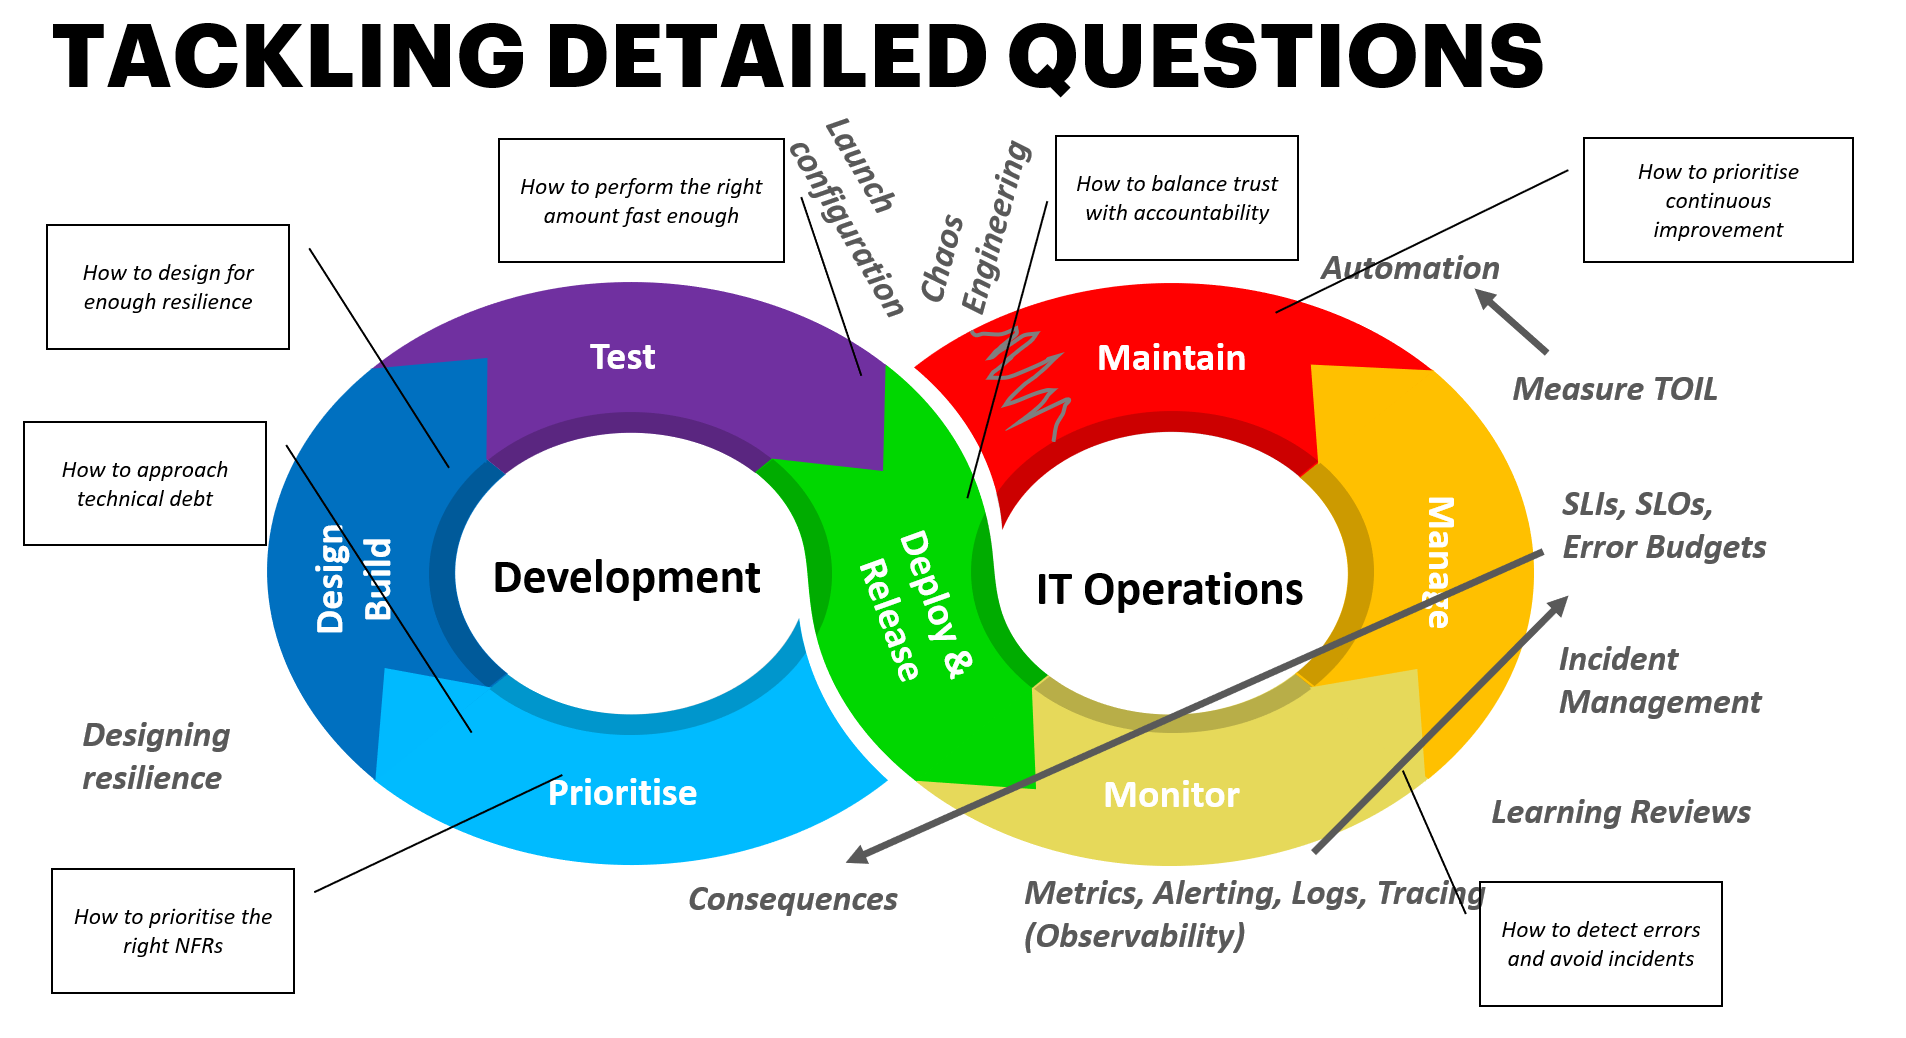 TACKLING DETAILED QUESTIONS
How to perform the right
amount fast enough
Launch
configuration
Chaos
Engineering
How to balance trust
with accountability
How to prioritise
continuous
improvement
How to design for
enough resilience
Automation
Test
Maintain
Measure TOIL
How to approach
technical debt
Design
Build
Development
Deploy &
Release
IT Operations
Manage
SLIs, SLOs,
Error Budgets
Incident
Management
Designing
resilience
Prioritise
Monitor
Learning Reviews
Consequences
Metrics, Alerting, Logs, Tracing
(Observability)
How to prioritise the
right NFRs
How to detect errors
and avoid incidents